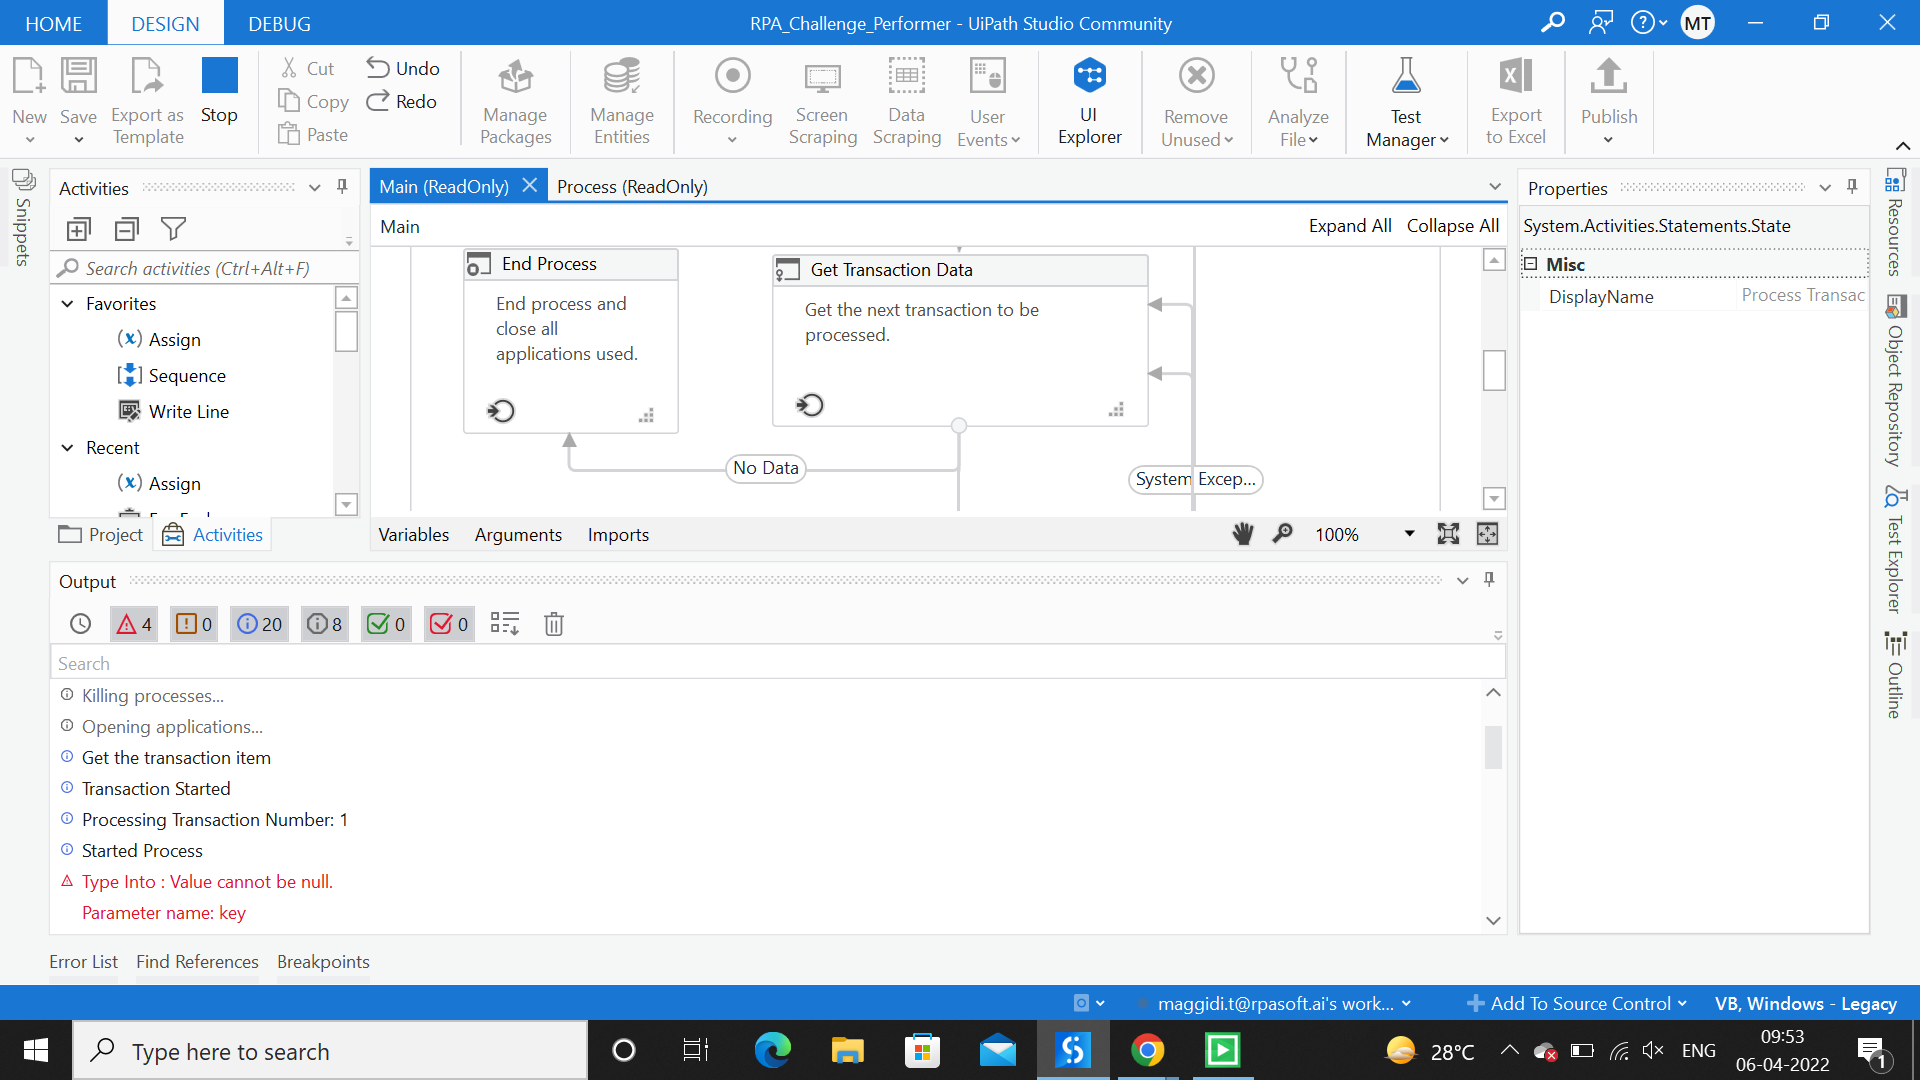 HOME
DESIGN
DEBUG
RPA_Challenge_Performer - UiPath Studio Community
MT
New
Save
Export as
Template
Stop
Cut
Copy
Paste
Undo
Redo
Manage
Packages
Manage
Entities
Recording
Screen
Scraping
Data
Scraping
User
Events
UI
Explorer
Remove
Unused
Analyze
File
Test
Manager
Export
to Excel
Publish
Snippets
Activities
Search activities (Ctrl+Alt+F)
Favorites
Assign
Sequence
Write Line
Recent
Assign
Project
Activities
Main (ReadOnly)
Process (ReadOnly)
Main
Expand All
Collapse All
End Process
End process and
close all
applications used.
Get Transaction Data
Get the next transaction to be
processed.
No Data
System Excep...
Variables
Arguments
Imports
100%
Properties
System.Activities.Statements.State
Misc
DisplayName
Process Transac
Resources
Object Repository
Test Explorer
Outline
Output
4
0
20
8
0
0
Search
Killing processes...
Opening applications...
Get the transaction item
Transaction Started
Processing Transaction Number: 1
Started Process
Type Into : Value cannot be null.
Parameter name: key
Error List
Find References
Breakpoints
maggidi.t@rpasoft.ai's work...
Add To Source Control
VB, Windows - Legacy
Type here to search
28°C
ENG
09:53
06-04-2022
1